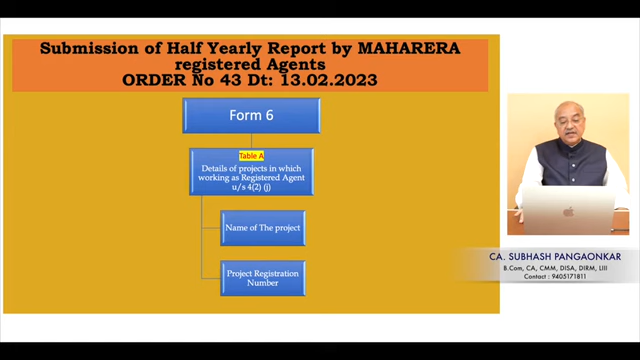 Submission of Half Yearly Report by MAHARERA
registered Agents
ORDER No 43 Dt: 13.02.2023
Form 6
Table A
Details of projects in which
working as Registered Agent
u/s 4(2) (j)
Name of The project
Project Registration
Number
CA. SUBHASH PANGAONKAR
B.Com, CA, CMM, DISA, DIRM, LIII
Contact : 9405171811